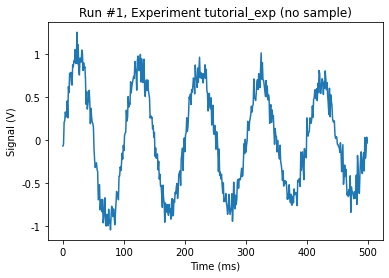 Run #1, Experiment tutorial_exp (no sample)
Signal (V)
1
0.5
0
-0.5
-1
0 100 200 300 400 500
Time (ms)